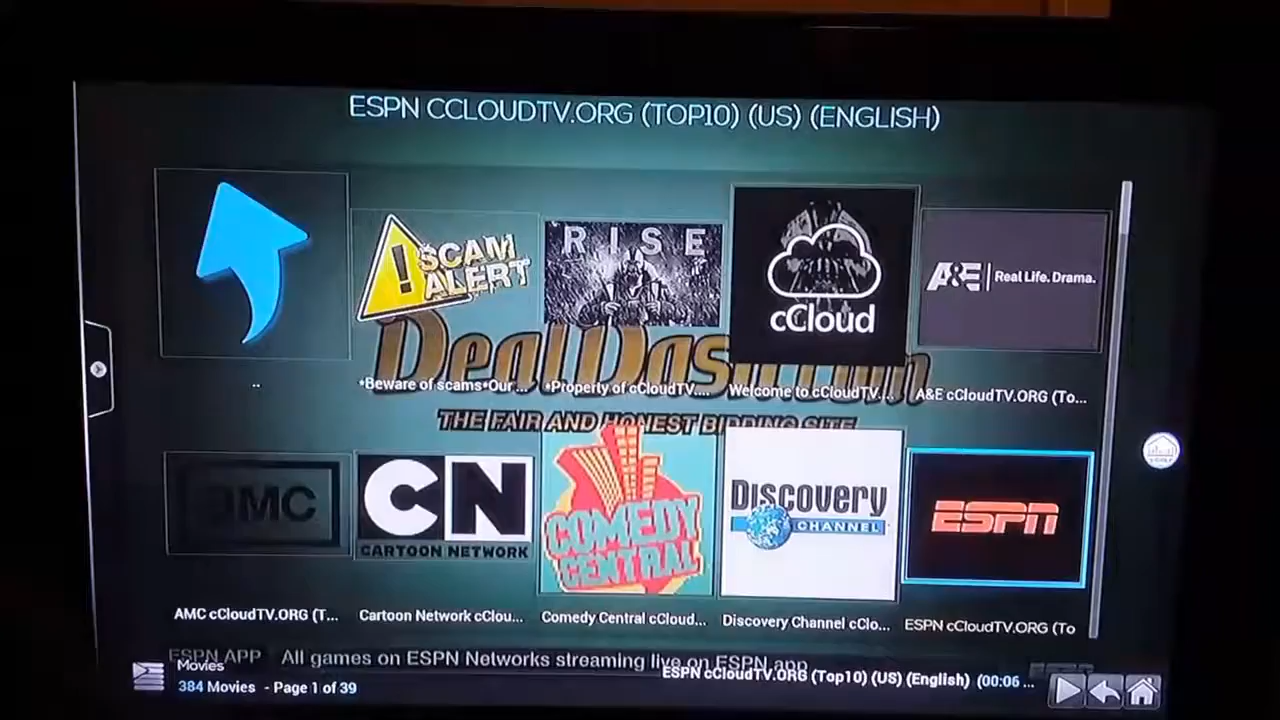 ESPN CCLOUDTV.ORG (TOP10) (US) (ENGLISH)
SCAM
ALERT
RISE
cCloud
A&E Real Life. Drama.
DealDash.com
..
*Beware of scams*Our ...
*Property of cCloudTV....
Welcome to cCloudTV....
A&E cCloudTV.ORG (To...
THE FAIR AND HONEST BIDDING SITE
AMC
CN
CARTOON NETWORK
COMEDY
CENTRAL
DISCOVERY
CHANNEL
ESPN
AMC cCloudTV.ORG (T...
Cartoon Network cClou...
Comedy Central cCloud...
Discovery Channel cClo...
ESPN cCloudTV.ORG (To
ESPN APP All games on ESPN Networks streaming live on ESPN app
Movies
384 Movies - Page 1 of 39
ESPN cCloudTV.ORG (Top10) (US) (English) (00:06 ...